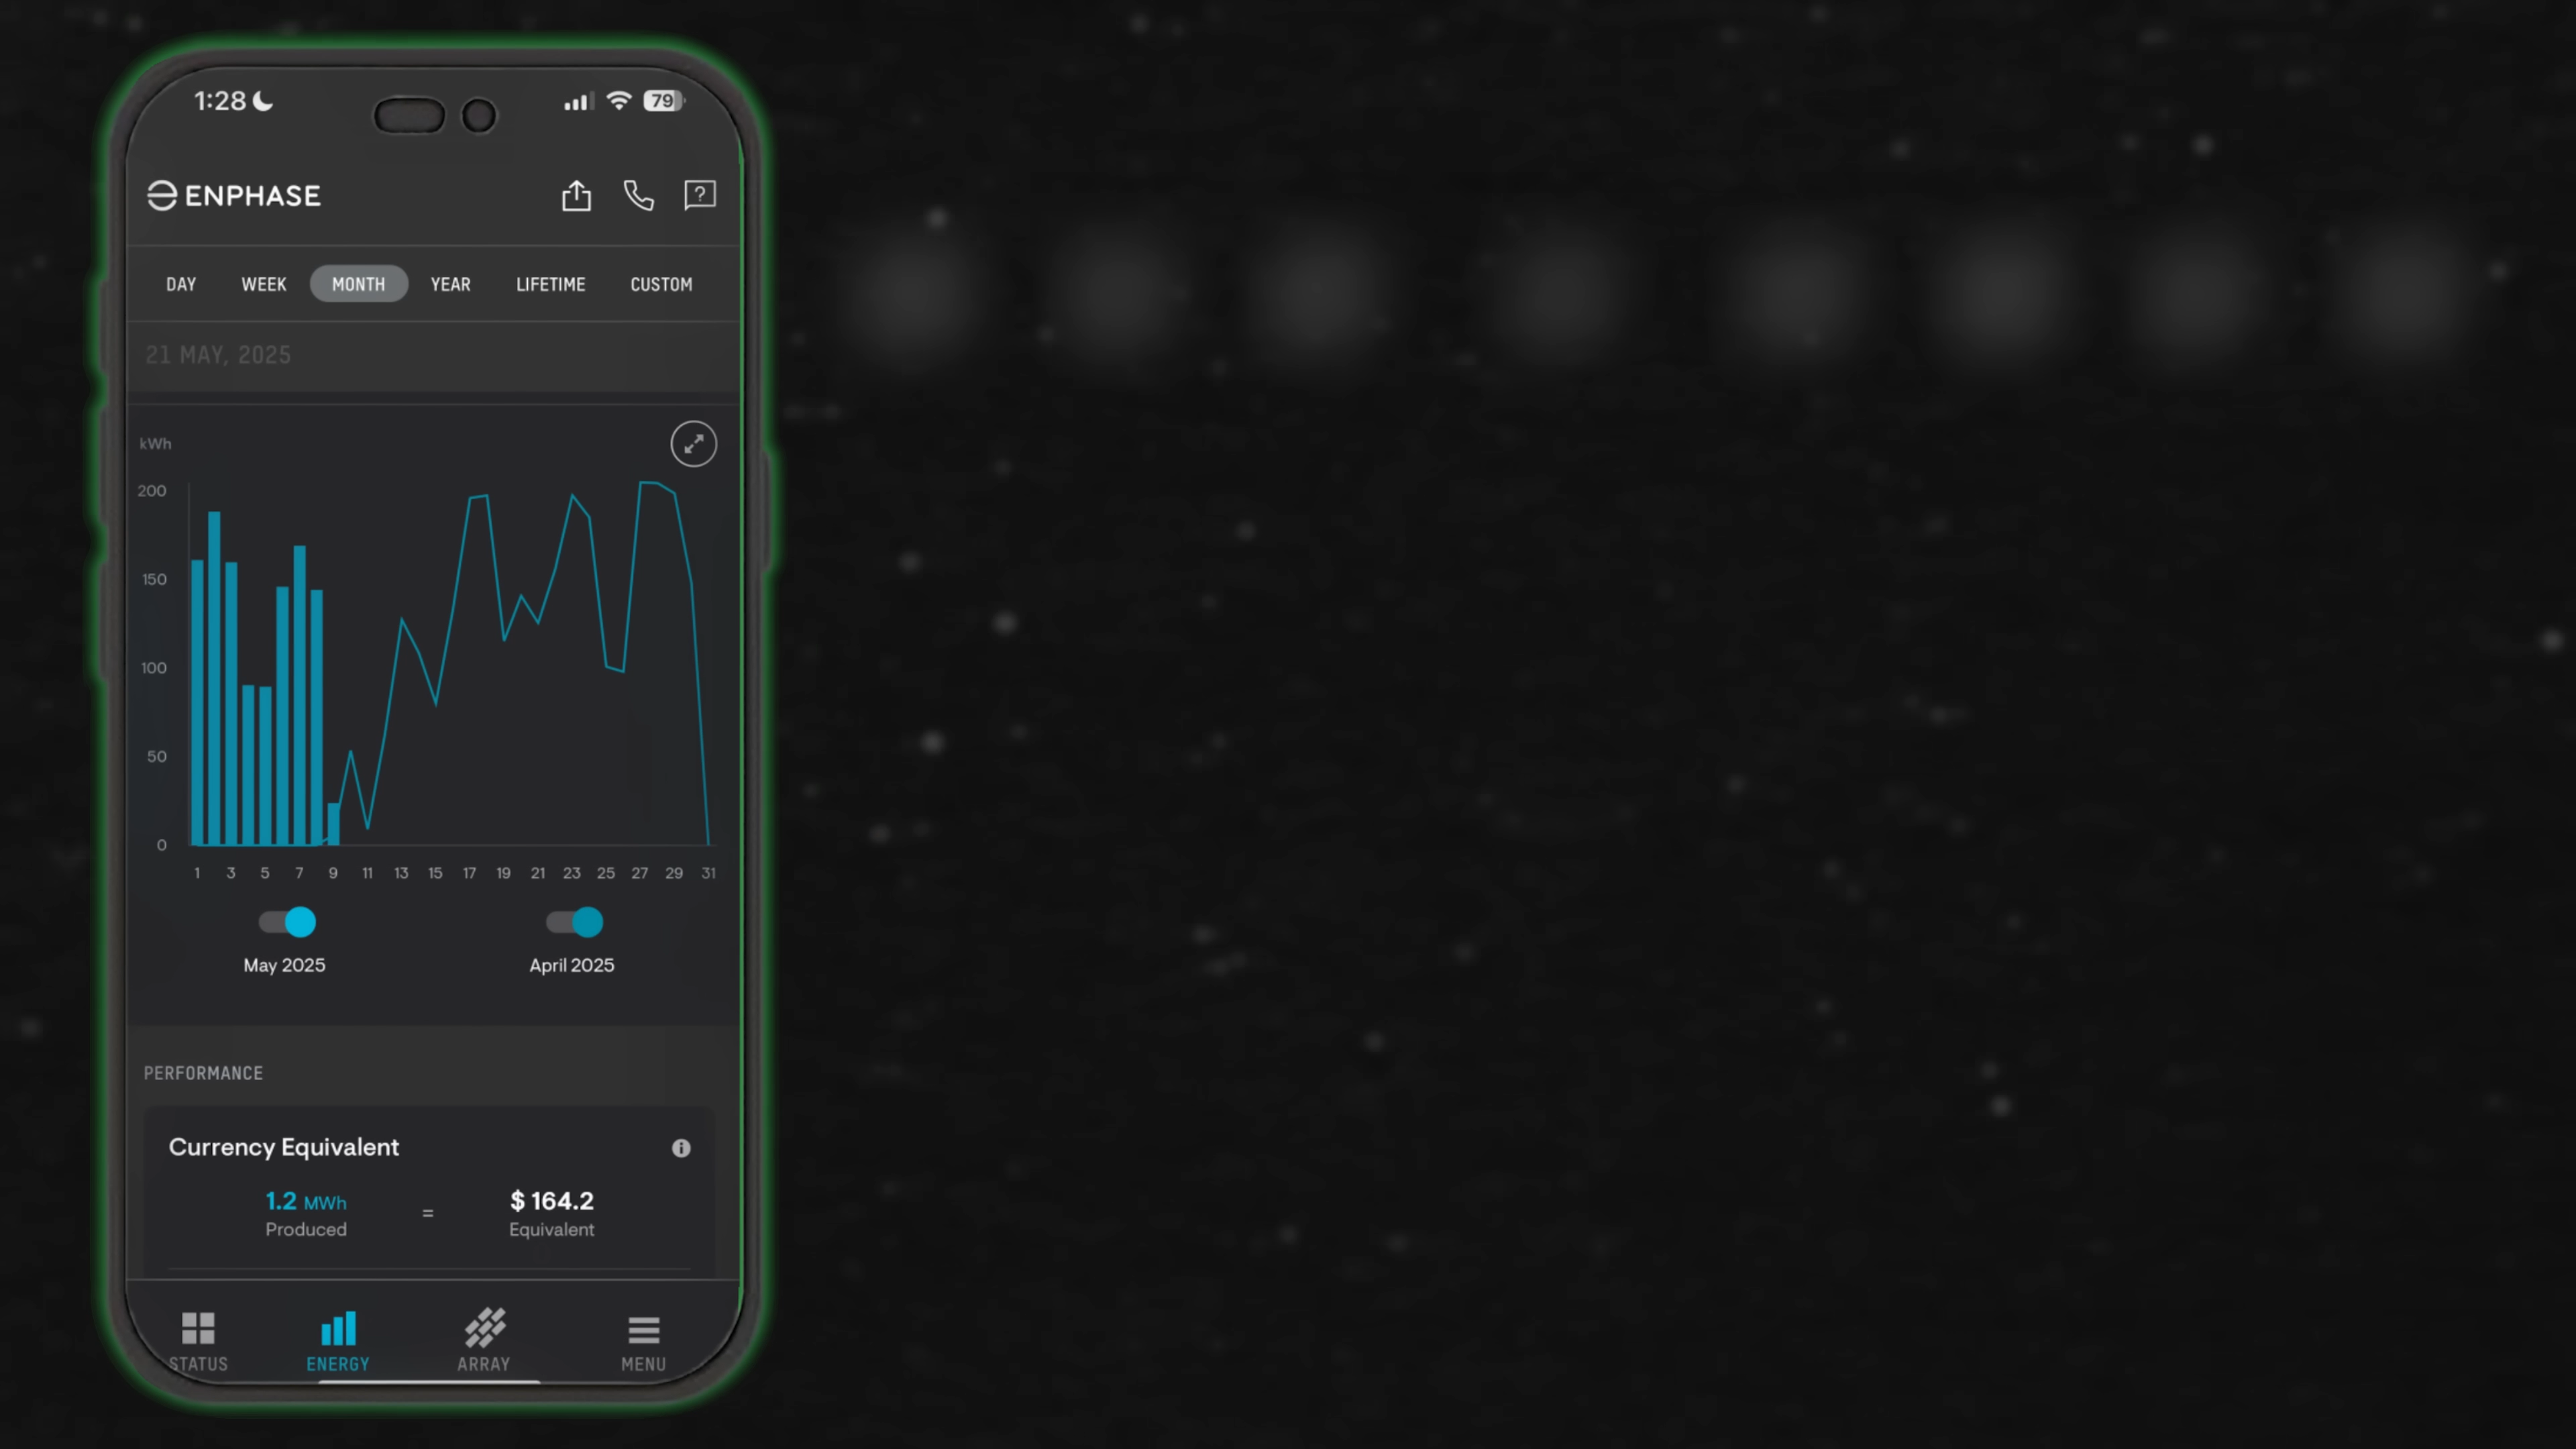 1:28
79
ENPHASE
DAY WEEK MONTH YEAR LIFETIME CUSTOM
21 MAY, 2025
kWh
200
150
100
50
0
1 3 5 7 9 11 13 15 17 19 21 23 25 27 29 31
May 2025 April 2025
PERFORMANCE
Currency Equivalent
1.2 MWh = $ 164.2
Produced Equivalent
STATUS ENERGY ARRAY MENU